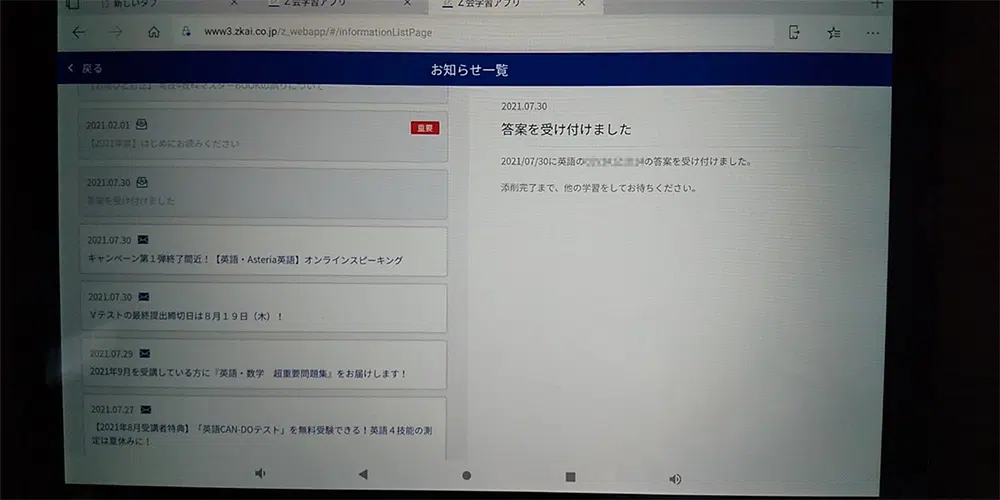 新しいタブ
Z会学習アプリ
Z会学習アプリ
www3.zkai.co.jp/z_webapp/#/informationListPage
戻る
お知らせ一覧
2021.02.01
重要
【2021年度】はじめにお読みください
2021.07.30
答案を受け付けました
2021.07.30
キャンペーン第1弾終了間近！【英語・Asteria英語】オンラインスピーキング
2021.07.30
Vテストの最終提出締切日は８月１９日（木）！
2021.07.29
2021年9月を受講している方に『英語・数学　超重要問題集』をお届けします！
2021.07.27
【2021年8月受講者特典】「英語CAN-DOテスト」を無料受験できる！英語４技能の測
定は夏休みに！
2021.07.30
答案を受け付けました
2021/07/30に英語の
の答案を受け付けました。
添削完了まで、他の学習をしてお待ちください。